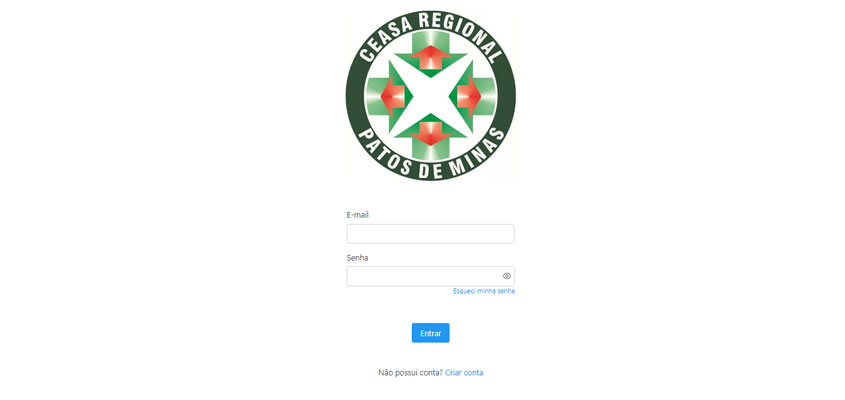 CEASA REGIONAL
PATOS DE MINAS
E-mail
Senha
Esqueci minha senha
Entrar
Não possui conta? Criar conta